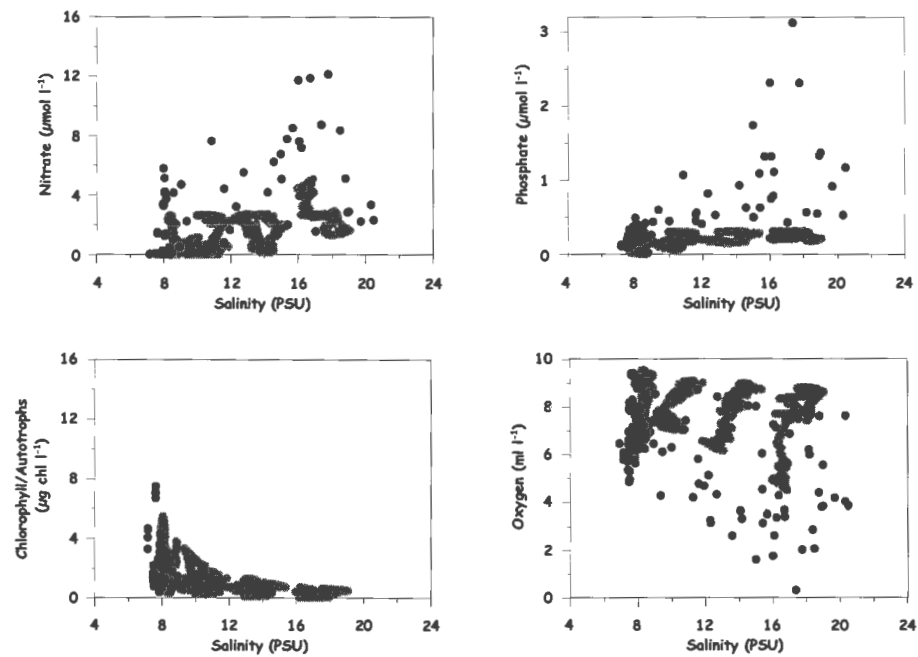 16
12
8
4
0
Nitrate (µmol l⁻¹)
4 8 12 16 20 24
Salinity (PSU)
3
2
1
0
Phosphate (µmol l⁻¹)
4 8 12 16 20 24
Salinity (PSU)
16
12
8
4
0
Chlorophyll/Autotrophs
(µg chl l⁻¹)
4 8 12 16 20 24
Salinity (PSU)
10
8
6
4
2
0
Oxygen (ml l⁻¹)
4 8 12 16 20 24
Salinity (PSU)